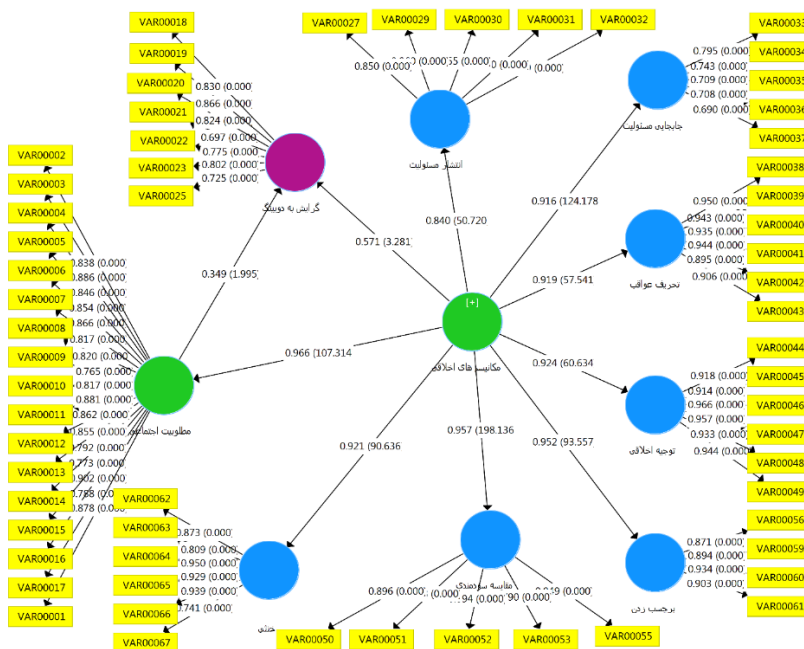 VAR00018
VAR00019
VAR00020
VAR00021
VAR00022
VAR00023
VAR00025
0.830 (0.000)
0.866 (0.000)
0.824 (0.000)
0.697 (0.000)
0.775 (0.000)
0.802 (0.000)
0.725 (0.000)
گرایش به دوپینگ
VAR00027
VAR00029
VAR00030
VAR00031
VAR00032
0.850 (0.000)
(0.000)
(0.000)
(0.000)
انتشار مسئولیت
VAR00033
VAR00034
VAR00035
VAR00036
VAR00037
0.795 (0.000)
0.743 (0.000)
0.709 (0.000)
0.708 (0.000)
0.690 (0.000)
جابجایی مسئولیت
VAR00038
VAR00039
VAR00040
VAR00041
VAR00042
VAR00043
0.950 (0.000)
0.943 (0.000)
0.935 (0.000)
0.944 (0.000)
0.895 (0.000)
0.906 (0.000)
تحریف عواقب
VAR00044
VAR00045
VAR00046
VAR00047
VAR00048
VAR00049
0.918 (0.000)
0.914 (0.000)
0.966 (0.000)
0.957 (0.000)
0.933 (0.000)
0.944 (0.000)
توجیه اخلاقی
VAR00056
VAR00059
VAR00060
VAR00061
0.871 (0.000)
0.894 (0.000)
0.934 (0.000)
0.903 (0.000)
برچسب زدن
VAR00050
VAR00051
VAR00052
VAR00053
VAR00055
0.896 (0.000)
(0.000)
مقایسه سودمندی
VAR00062
VAR00063
VAR00064
VAR00065
VAR00066
VAR00067
0.873 (0.000)
0.809 (0.000)
0.950 (0.000)
0.929 (0.000)
0.939 (0.000)
0.741 (0.000)
VAR00002
VAR00003
VAR00004
VAR00005
VAR00006
VAR00007
VAR00008
VAR00009
VAR00010
VAR00011
VAR00012
VAR00013
VAR00014
VAR00015
VAR00016
VAR00017
VAR00001
0.838 (0.000)
0.886 (0.000)
0.846 (0.000)
0.854 (0.000)
0.866 (0.000)
0.817 (0.000)
0.820 (0.000)
0.765 (0.000)
0.817 (0.000)
0.881 (0.000)
0.862 (0.000)
0.855 (0.000)
0.792 (0.000)
0.773 (0.000)
0.902 (0.000)
0.788 (0.000)
0.878 (0.000)
مطلوبیت اجتماعی
[+]
مکانیسم های اخلاقی
0.349 (1.995)
0.571 (3.281)
0.840 (50.720
0.916 (124.178
0.919 (57.541
0.924 (60.634
0.952 (93.557
0.957 (198.136
0.921 (90.636
0.966 (107.314